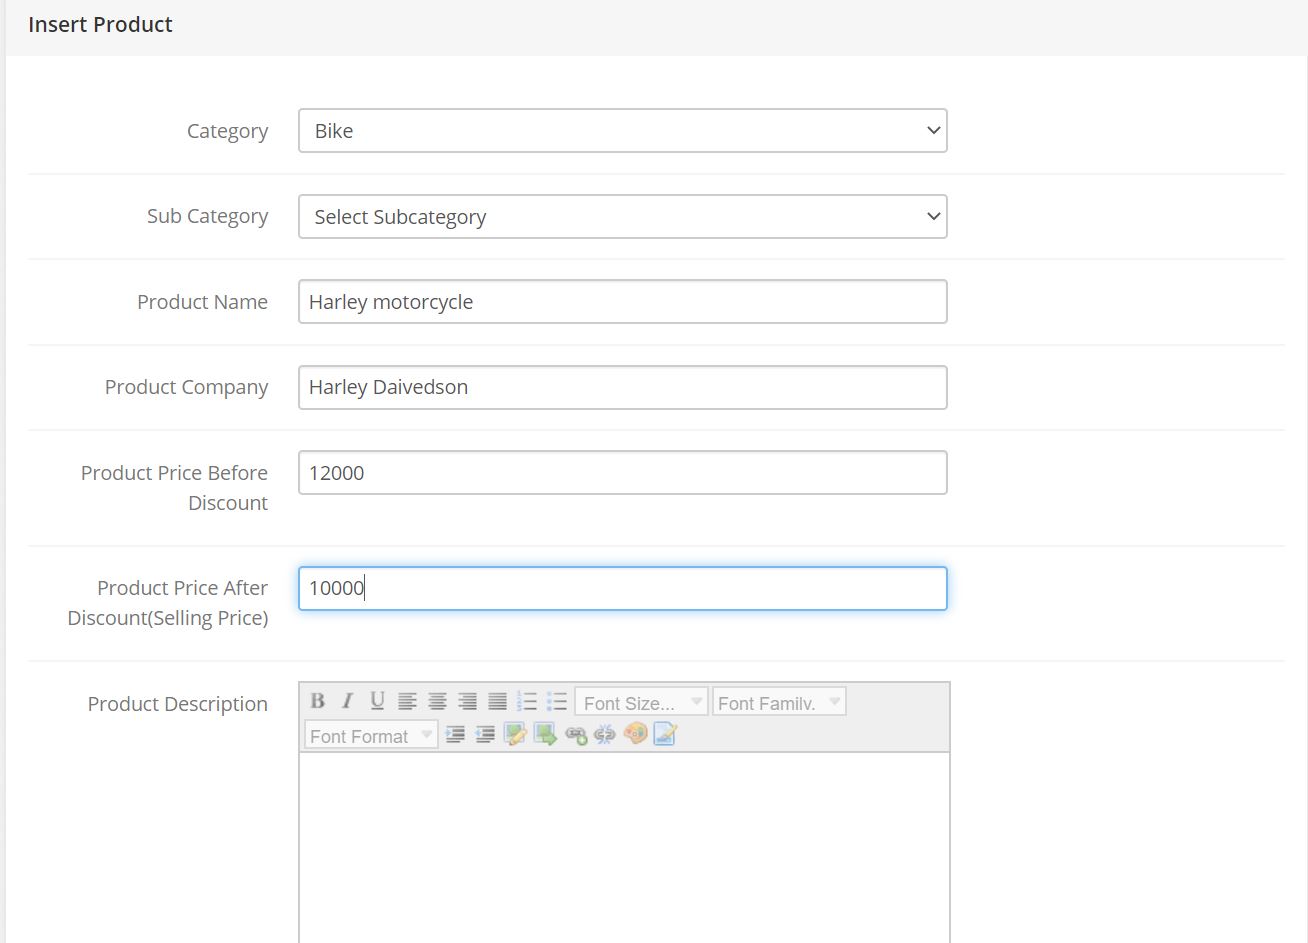 Insert Product
Category
Bike
Sub Category
Select Subcategory
Product Name
Harley motorcycle
Product Company
Harley Daivedson
Product Price Before
Discount
12000
Product Price After
Discount(Selling Price)
10000
Product Description
B I U Font Size... Font Family.
Font Format